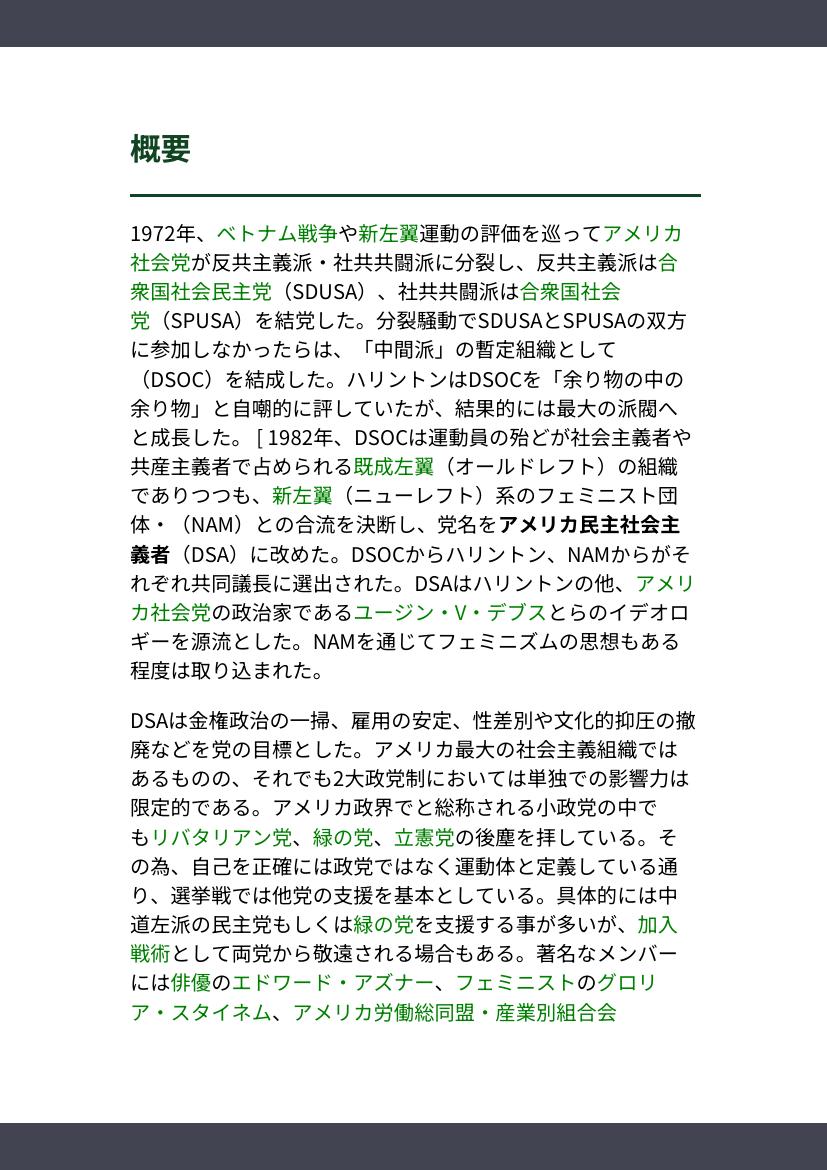 概要
1972年、ベトナム戦争や新左翼運動の評価を巡ってアメリカ
社会党が反共主義派・社共共闘派に分裂し、反共主義派は合
衆国社会民主党（SDUSA）、社共共闘派は合衆国社会
党（SPUSA）を結党した。分裂騒動でSDUSAとSPUSAの双方
に参加しなかったらは、「中間派」の暫定組織として
（DSOC）を結成した。ハリントンはDSOCを「余り物の中の
余り物」と自嘲的に評していたが、結果的には最大の派閥へ
と成長した。 [ 1982年、DSOCは運動員の殆どが社会主義者や
共産主義者で占められる既成左翼（オールドレフト）の組織
でありつつも、新左翼（ニューレフト）系のフェミニスト団
体・（NAM）との合流を決断し、党名をアメリカ民主社会主
義者（DSA）に改めた。DSOCからハリントン、NAMからがそ
れぞれ共同議長に選出された。DSAはハリントンの他、アメリ
カ社会党の政治家であるユージン・V・デブスとらのイデオロ
ギーを源流とした。NAMを通じてフェミニズムの思想もある
程度は取り込まれた。
DSAは金権政治の一掃、雇用の安定、性差別や文化的抑圧の撤
廃などを党の目標とした。アメリカ最大の社会主義組織では
あるものの、それでも2大政党制においては単独での影響力は
限定的である。アメリカ政界でと総称される小政党の中で
もリバタリアン党、緑の党、立憲党の後塵を拝している。そ
の為、自己を正確には政党ではなく運動体と定義している通
り、選挙戦では他党の支援を基本としている。具体的には中
道左派の民主党もしくは緑の党を支援する事が多いが、加入
戦術として両党から敬遠される場合もある。著名なメンバー
には俳優のエドワード・アズナー、フェミニストのグロリ
ア・スタイネム、アメリカ労働総同盟・産業別組合会